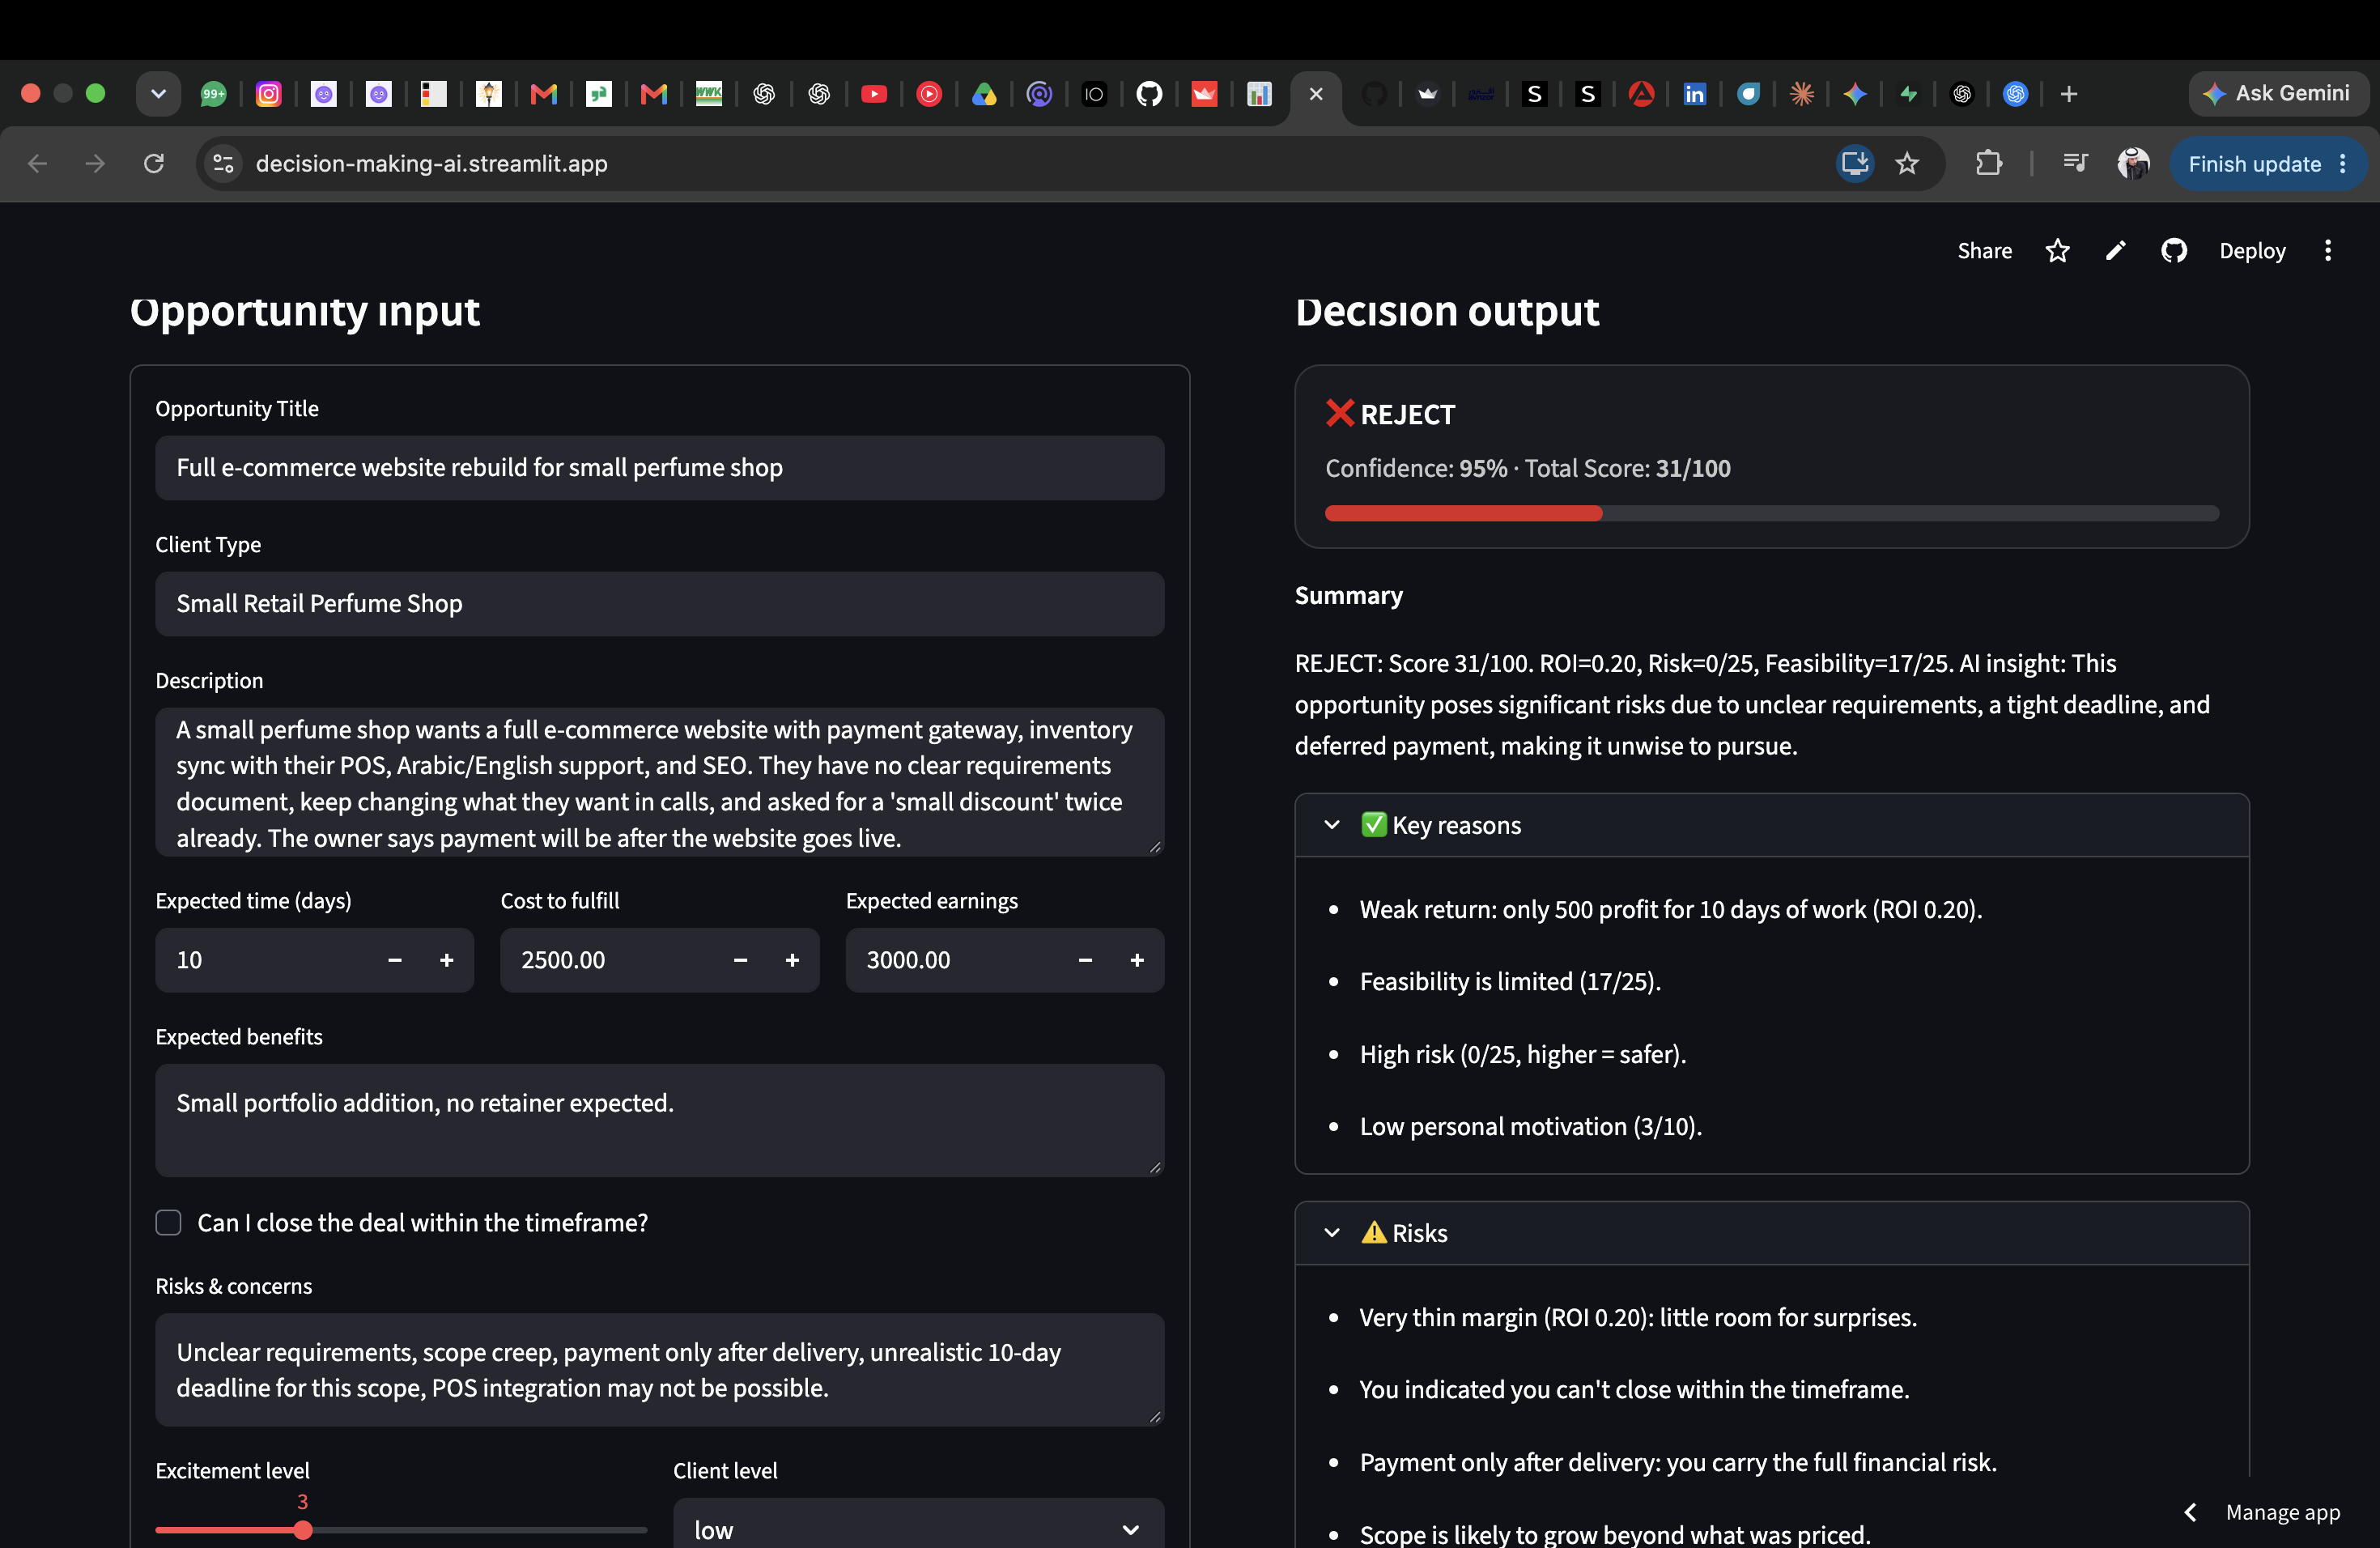 99+
WWK
IO
S
S
in
Ask Gemini
decision-making-ai.streamlit.app
Finish update
Share
Deploy
Opportunity input
Opportunity Title
Full e-commerce website rebuild for small perfume shop
Client Type
Small Retail Perfume Shop
Description
A small perfume shop wants a full e-commerce website with payment gateway, inventory
sync with their POS, Arabic/English support, and SEO. They have no clear requirements
document, keep changing what they want in calls, and asked for a 'small discount' twice
already. The owner says payment will be after the website goes live.
Expected time (days)
Cost to fulfill
Expected earnings
10
2500.00
3000.00
Expected benefits
Small portfolio addition, no retainer expected.
Can I close the deal within the timeframe?
Risks & concerns
Unclear requirements, scope creep, payment only after delivery, unrealistic 10-day
deadline for this scope, POS integration may not be possible.
Excitement level
3
Client level
low
Decision output
❌ REJECT
Confidence: 95% · Total Score: 31/100
Summary
REJECT: Score 31/100. ROI=0.20, Risk=0/25, Feasibility=17/25. AI insight: This
opportunity poses significant risks due to unclear requirements, a tight deadline, and
deferred payment, making it unwise to pursue.
✅ Key reasons
• Weak return: only 500 profit for 10 days of work (ROI 0.20).
• Feasibility is limited (17/25).
• High risk (0/25, higher = safer).
• Low personal motivation (3/10).
⚠️ Risks
• Very thin margin (ROI 0.20): little room for surprises.
• You indicated you can't close within the timeframe.
• Payment only after delivery: you carry the full financial risk.
• Scope is likely to grow beyond what was priced.
Manage app